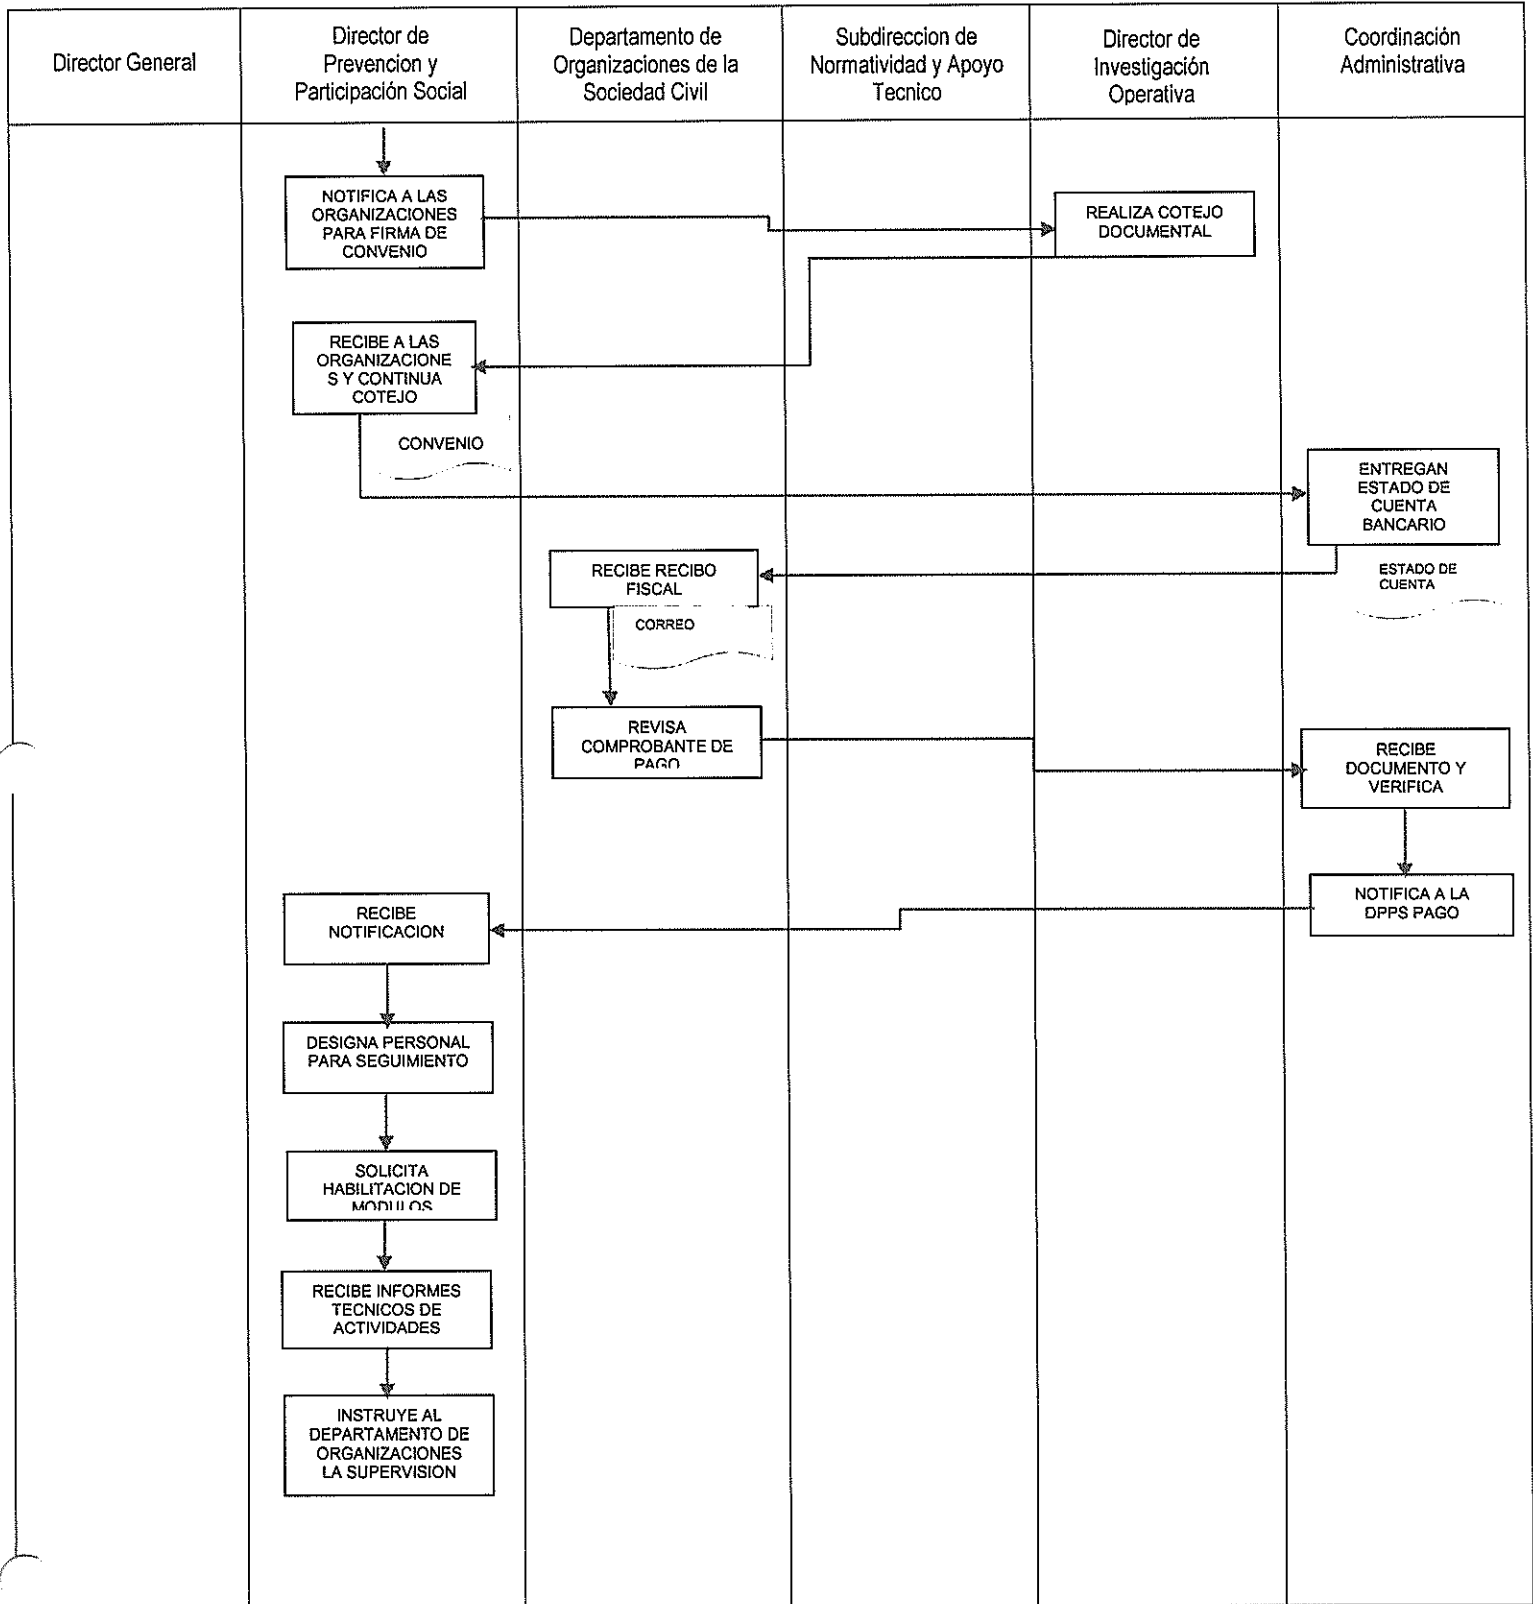 Director General
Director de
Prevencion y
Participación Social
Departamento de
Organizaciones de la
Sociedad Civil
Subdireccion de
Normatividad y Apoyo
Tecnico
Director de
Investigación
Operativa
Coordinación
Administrativa
NOTIFICA A LAS
ORGANIZACIONES
PARA FIRMA DE
CONVENIO
REALIZA COTEJO
DOCUMENTAL
RECIBE A LAS
ORGANIZACIONE
S Y CONTINUA
COTEJO
CONVENIO
ENTREGAN
ESTADO DE
CUENTA
BANCARIO
ESTADO DE
CUENTA
RECIBE RECIBO
FISCAL
CORREO
REVISA
COMPROBANTE DE
PAGO
RECIBE
DOCUMENTO Y
VERIFICA
NOTIFICA A LA
DPPS PAGO
RECIBE
NOTIFICACION
DESIGNA PERSONAL
PARA SEGUIMIENTO
SOLICITA
HABILITACION DE
MODULOS
RECIBE INFORMES
TECNICOS DE
ACTIVIDADES
INSTRUYE AL
DEPARTAMENTO DE
ORGANIZACIONES
LA SUPERVISION